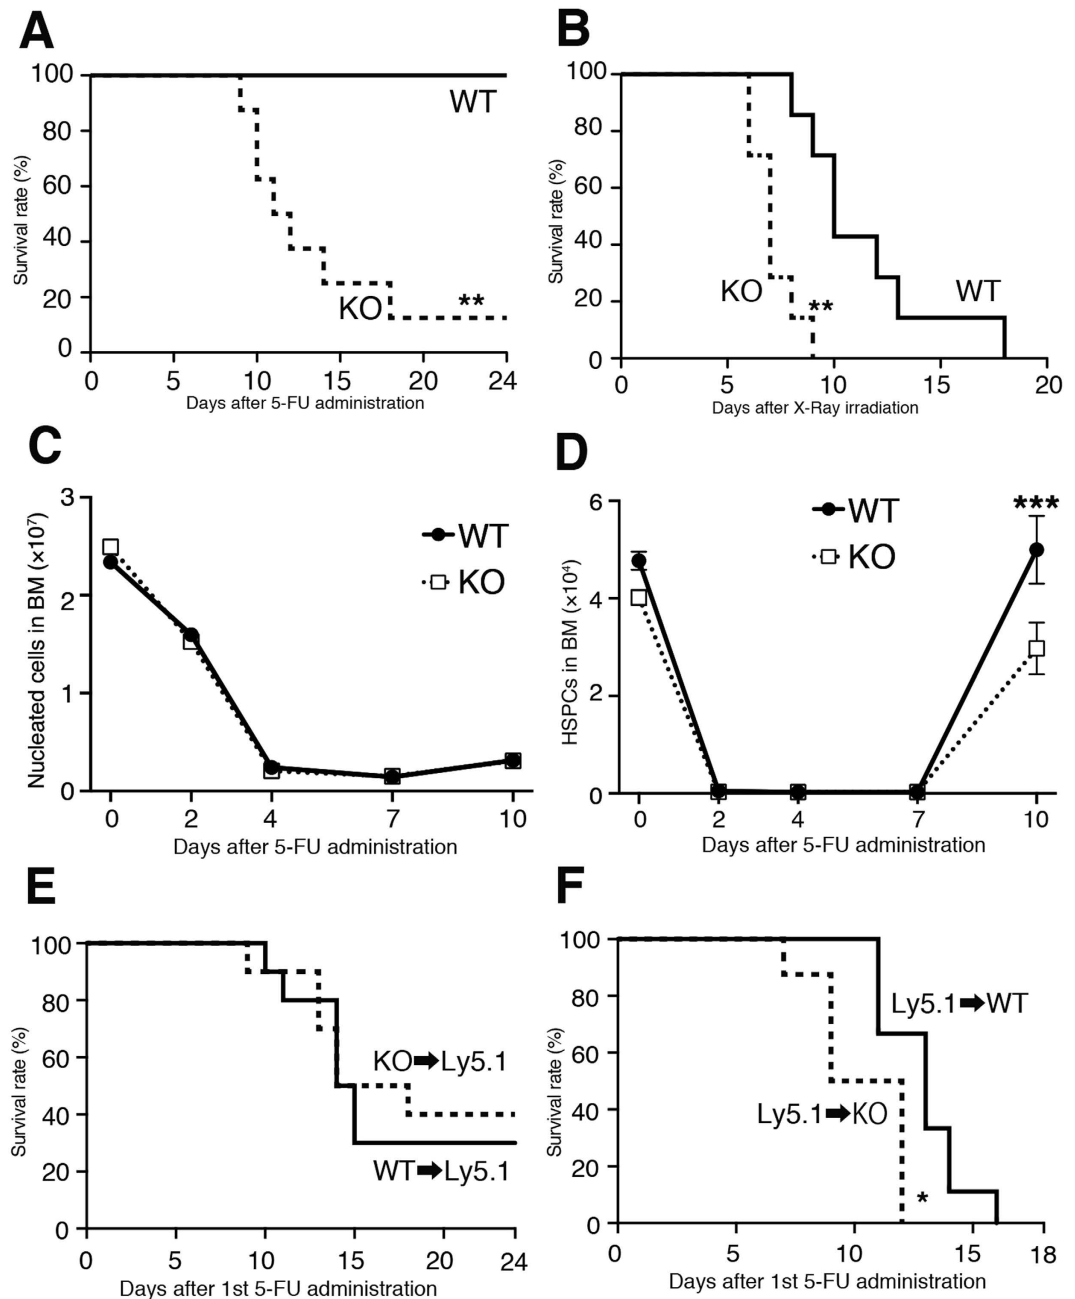 A
Survival rate (%)
100
80
60
40
20
0
WT
KO
**
0 5 10 15 20 24
Days after 5-FU administration
B
Survival rate (%)
100
80
60
40
20
0
KO
**
WT
0 5 10 15 20
Days after X-Ray irradiation
C
Nucleated cells in BM (×10⁷)
3
2
1
0
WT
KO
0 2 4 7 10
Days after 5-FU administration
D
HSPCs in BM (×10⁴)
6
4
2
0
WT
KO
***
0 2 4 7 10
Days after 5-FU administration
E
Survival rate (%)
100
80
60
40
20
0
KO➡Ly5.1
WT➡Ly5.1
0 5 10 15 20 24
Days after 1st 5-FU administration
F
Survival rate (%)
100
80
60
40
20
0
Ly5.1➡WT
Ly5.1➡KO
*
0 5 10 15 18
Days after 1st 5-FU administration